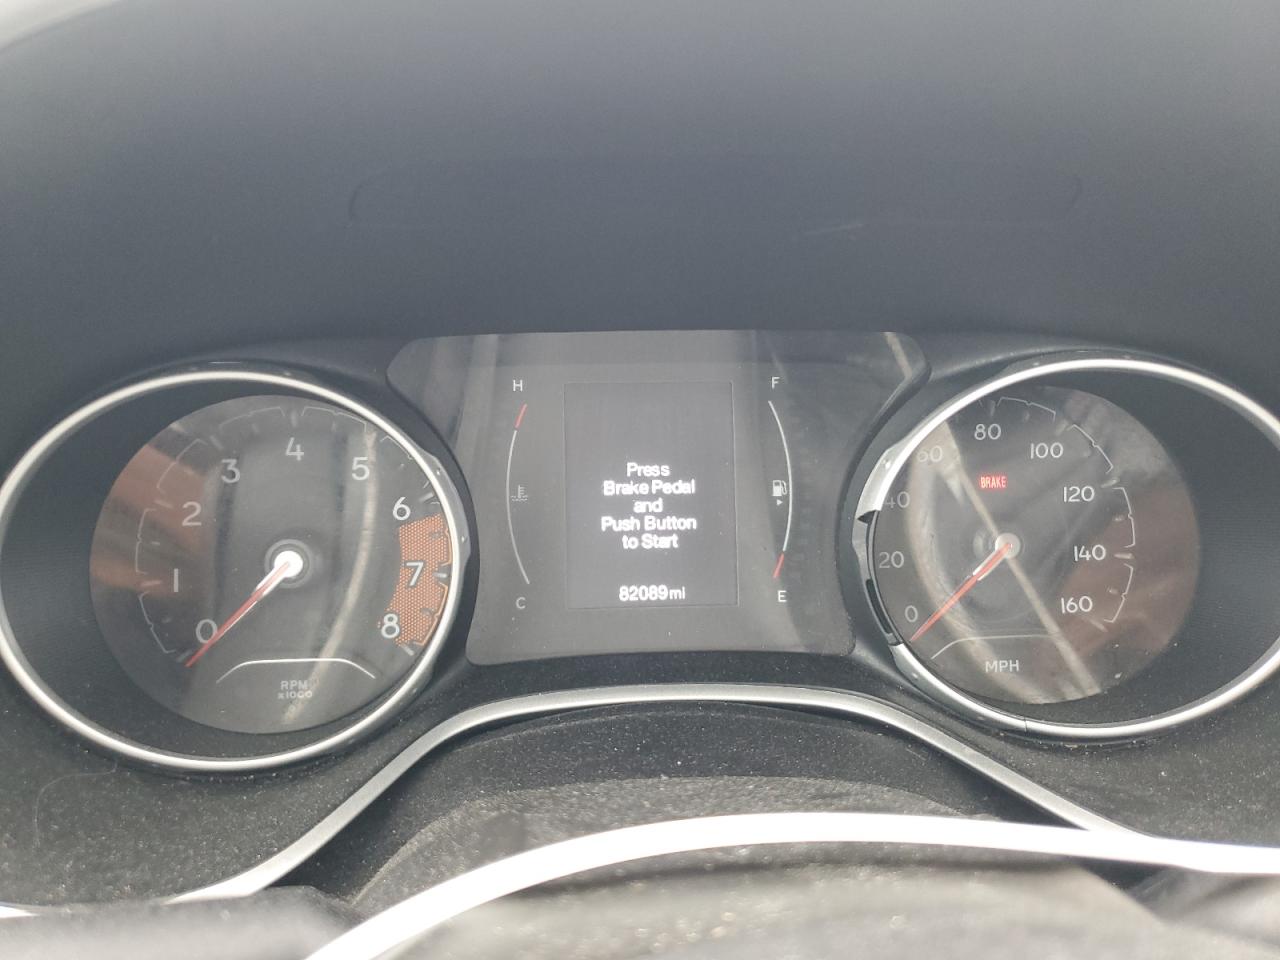 0
1
2
3
4
5
6
7
8
RPM
x1000
H
C
Press
Brake Pedal
and
Push Button
to Start
82089 mi
F
E
0
20
40
60
80
100
120
140
160
BRAKE
MPH